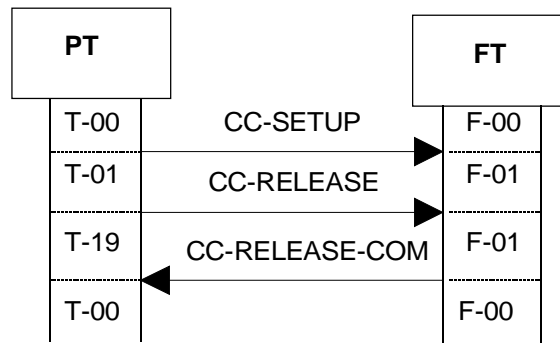 PT
FT
T-00 CC-SETUP F-00
T-01 CC-RELEASE F-01
T-19 CC-RELEASE-COM F-01
T-00 F-00